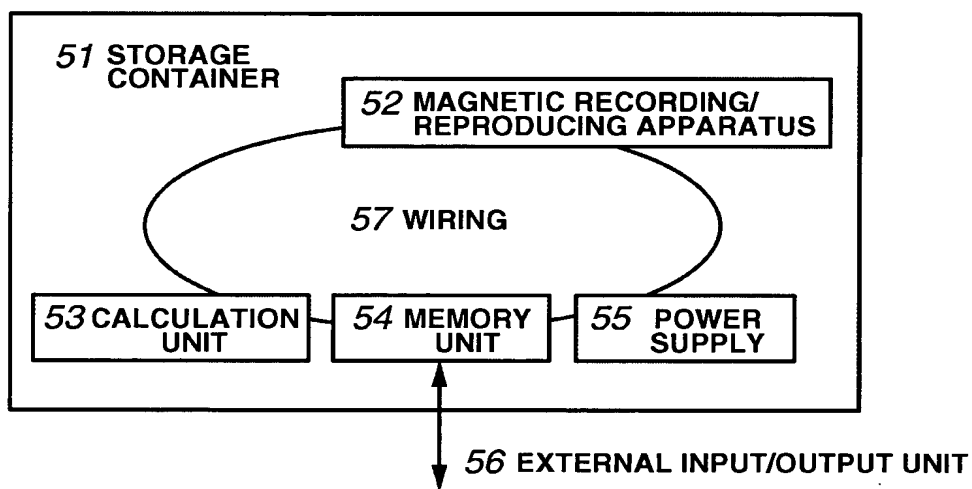 51 STORAGE
CONTAINER
52 MAGNETIC RECORDING/
REPRODUCING APPARATUS
57 WIRING
53 CALCULATION
UNIT
54 MEMORY
UNIT
55 POWER
SUPPLY
56 EXTERNAL INPUT/OUTPUT UNIT